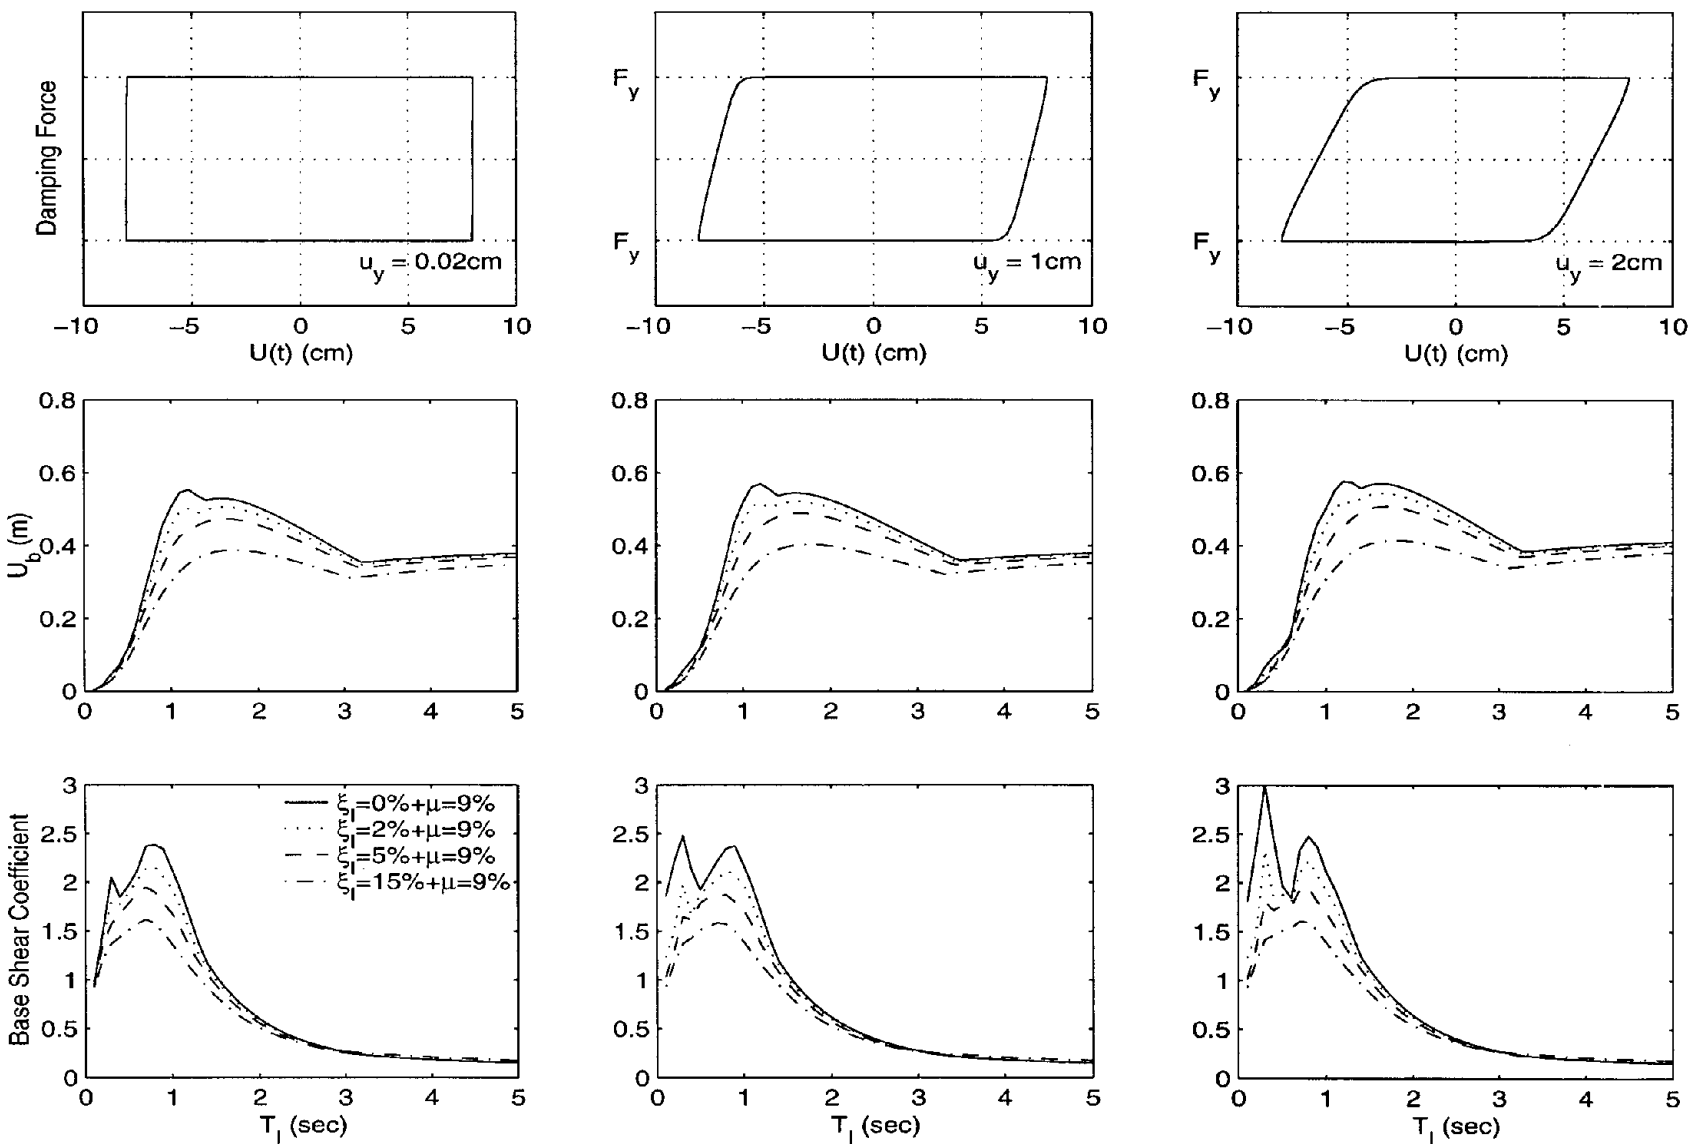 Damping Force
F_y
F_y
F_y
F_y
u_y = 0.02cm
u_y = 1cm
u_y = 2cm
−10 −5 0 5 10
−10 −5 0 5 10
−10 −5 0 5 10
U(t) (cm)
U(t) (cm)
U(t) (cm)
U_b (m)
0.8
0.6
0.4
0.2
0
0.8
0.6
0.4
0.2
0
0.8
0.6
0.4
0.2
0
0 1 2 3 4 5
0 1 2 3 4 5
0 1 2 3 4 5
Base Shear Coefficient
3
2.5
2
1.5
1
0.5
0
3
2.5
2
1.5
1
0.5
0
3
2.5
2
1.5
1
0.5
0
ξ_I=0%+μ=9%
ξ_I=2%+μ=9%
ξ_I=5%+μ=9%
ξ_I=15%+μ=9%
0 1 2 3 4 5
0 1 2 3 4 5
0 1 2 3 4 5
T_I (sec)
T_I (sec)
T_I (sec)